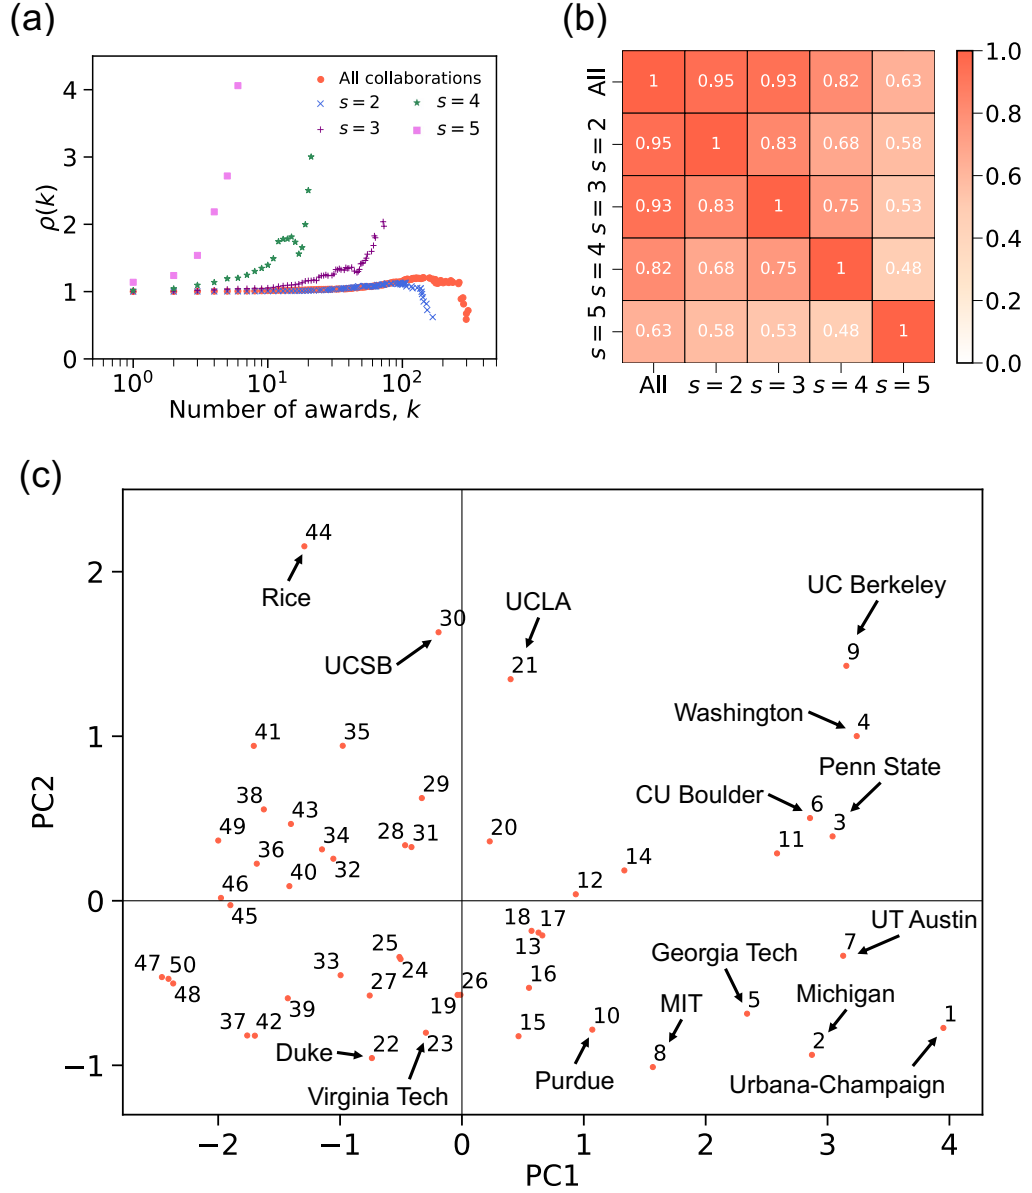 (a)
(b)
All collaborations
s = 2
s = 4
s = 3
s = 5
4
3
2
1
0
ρ(k)
10⁰
10¹
10²
Number of awards, k
All
s = 2
s = 3
s = 4
s = 5
1 0.95 0.93 0.82 0.63
0.95 1 0.83 0.68 0.58
0.93 0.83 1 0.75 0.53
0.82 0.68 0.75 1 0.48
0.63 0.58 0.53 0.48 1
All s = 2 s = 3 s = 4 s = 5
1.0
0.8
0.6
0.4
0.2
0.0
(c)
44
Rice
30
UCSB
UCLA
21
UC Berkeley
9
Washington
4
Penn State
41
35
CU Boulder
6
3
38
29
43
49
34
28
31
20
11
36
32
14
40
46
12
45
18
17
UT Austin
13
7
25
Georgia Tech
33
24
47
50
27
26
16
MIT
Michigan
48
39
19
5
37
42
15
10
1
Duke
22
23
8
2
Virginia Tech
Purdue
Urbana-Champaign
2
1
0
−1
PC2
−2 −1 0 1 2 3 4
PC1